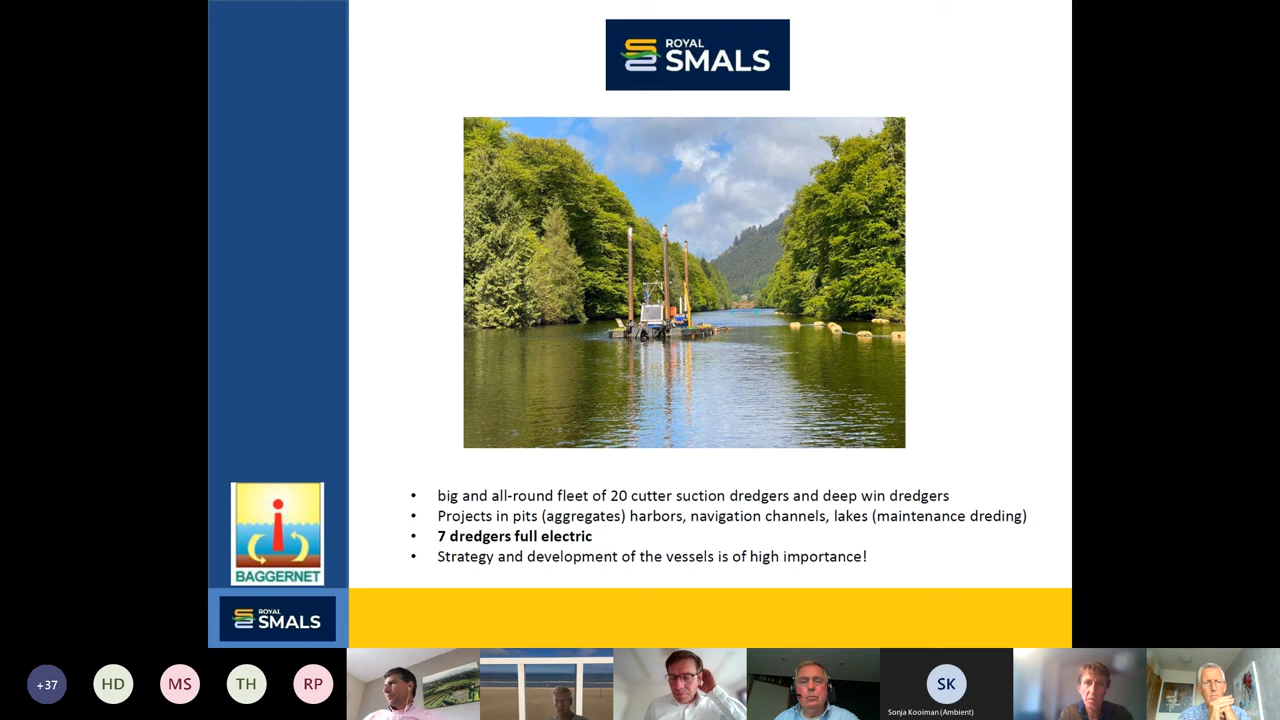 ROYAL
SMALS
• big and all-round fleet of 20 cutter suction dredgers and deep win dredgers
• Projects in pits (aggregates) harbors, navigation channels, lakes (maintenance dreding)
• 7 dredgers full electric
• Strategy and development of the vessels is of high importance!
BAGGERNET
ROYAL
SMALS
+37
HD
MS
TH
RP
SK
Sonja Kooiman (Ambient)